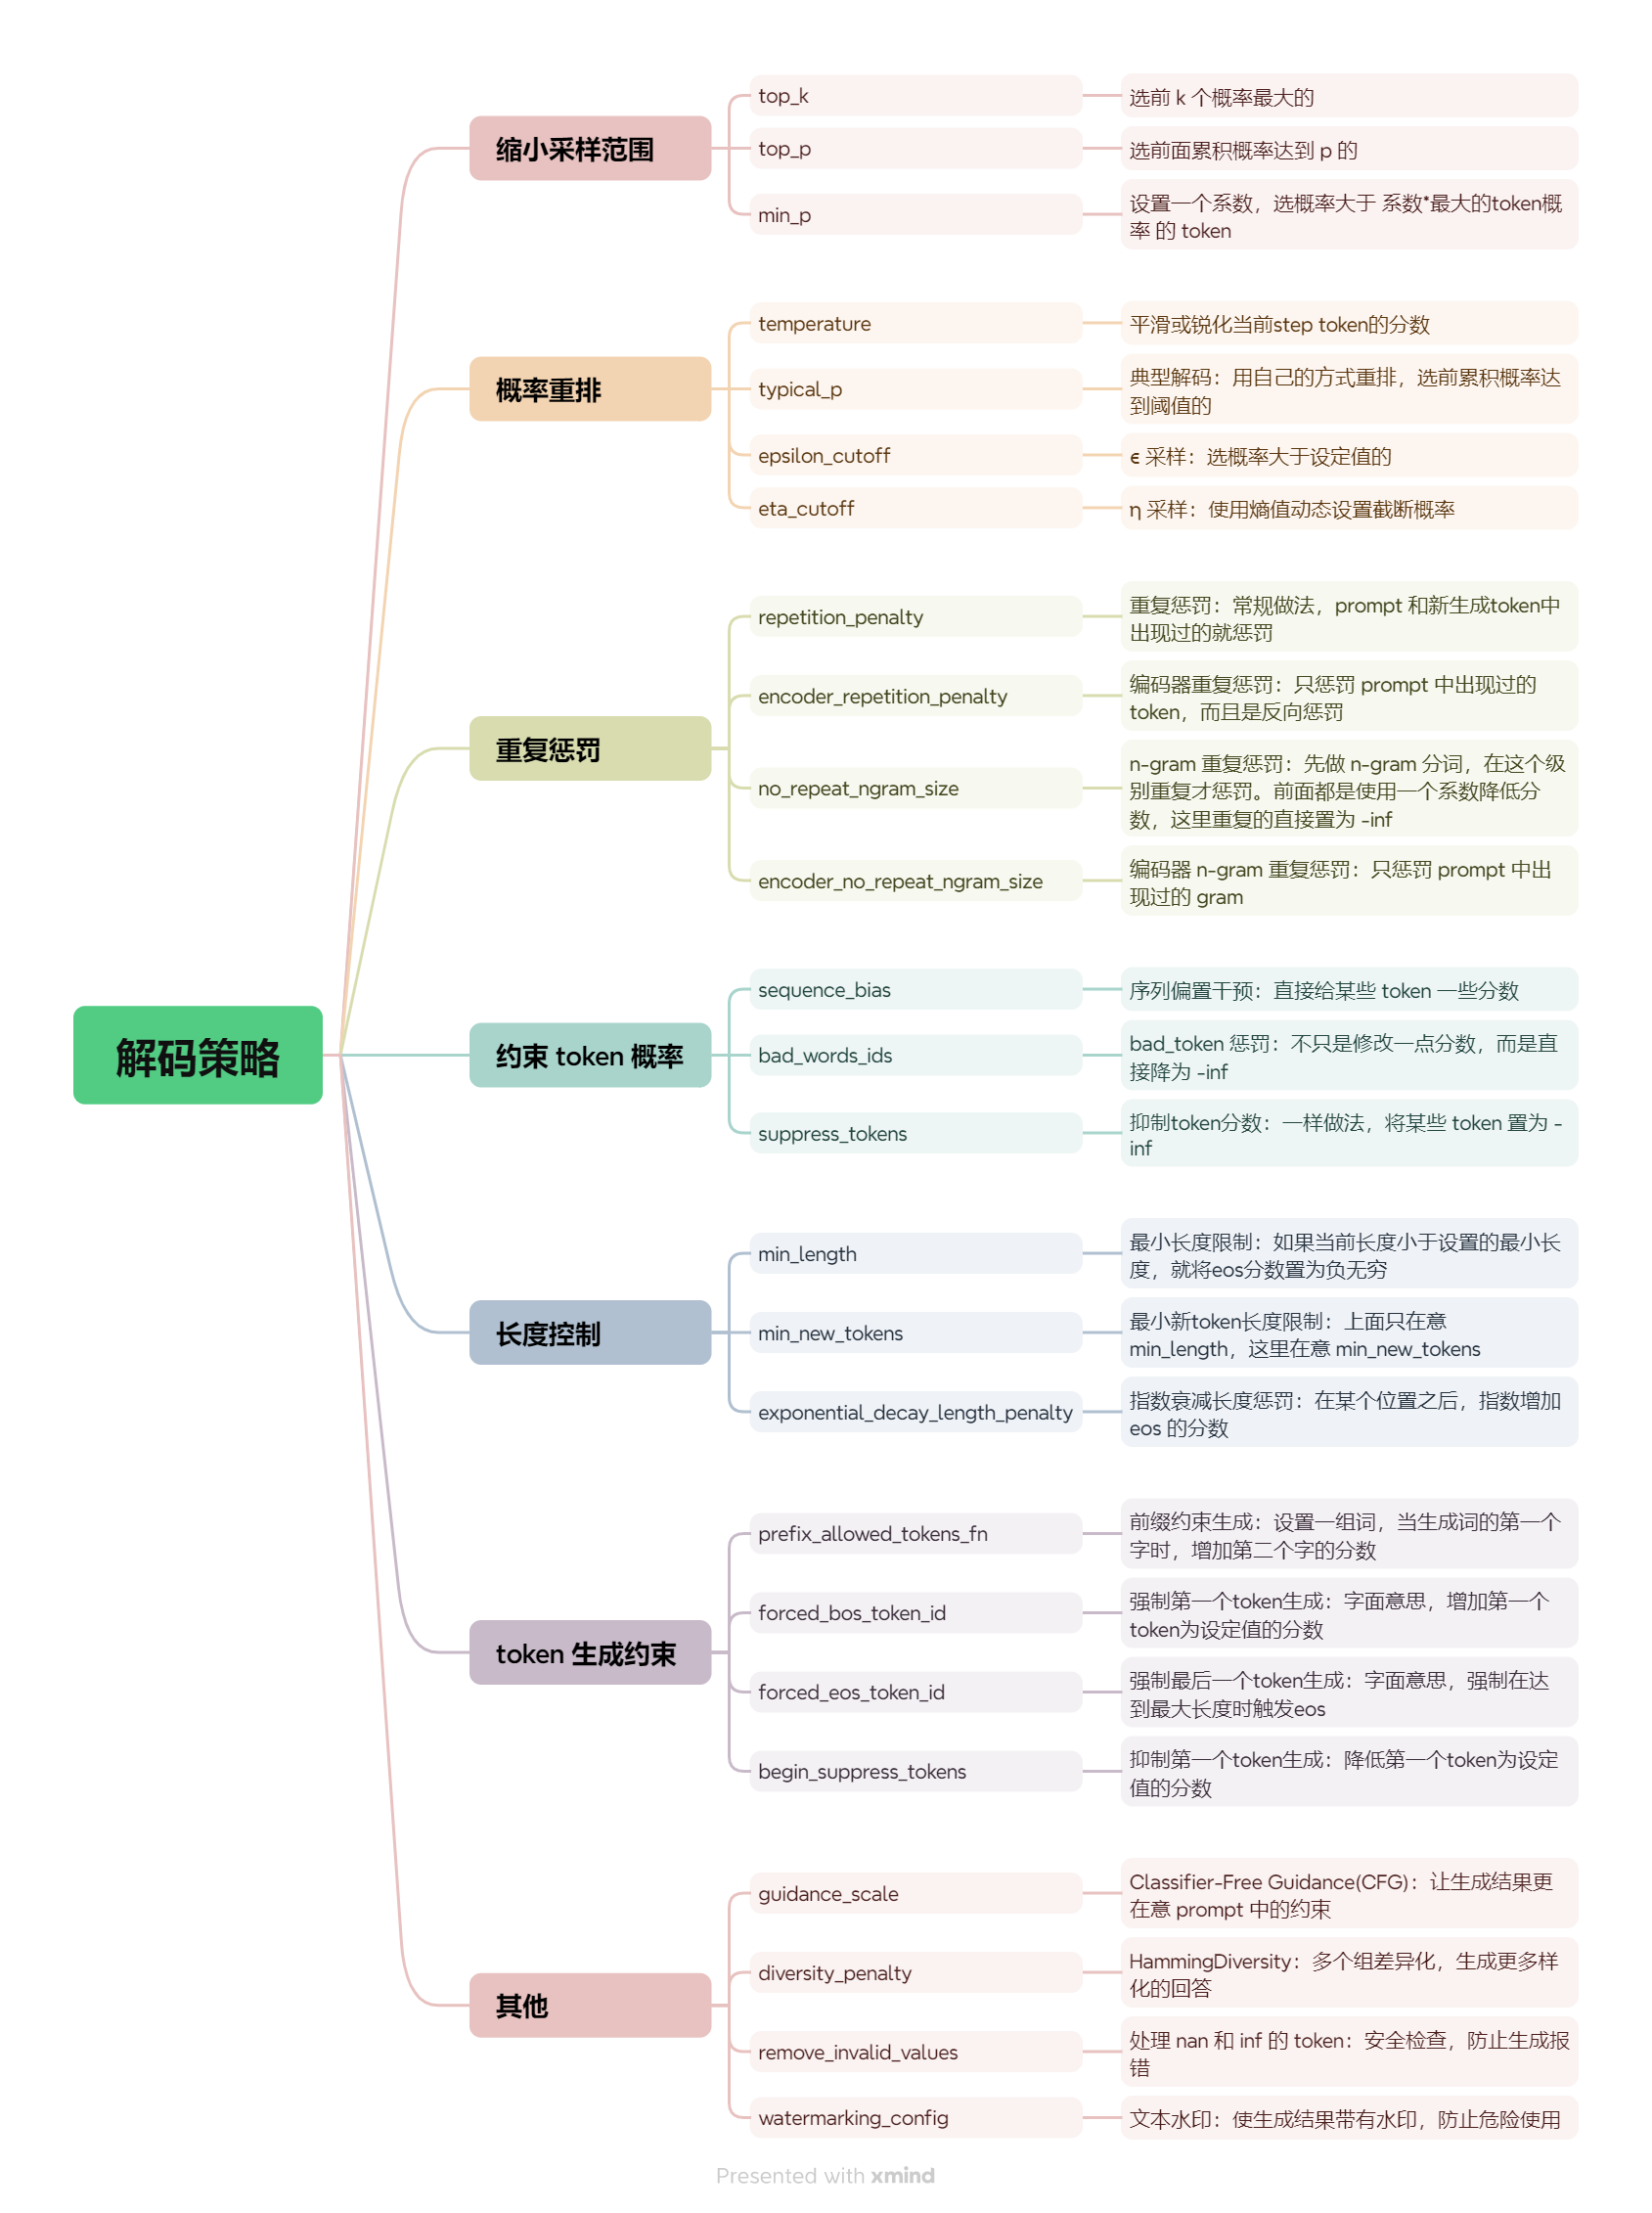 解码策略
缩小采样范围
top_k
选前 k 个概率最大的
top_p
选前面累积概率达到 p 的
min_p
设置一个系数，选概率大于 系数*最大的token概
率 的 token
概率重排
temperature
平滑或锐化当前step token的分数
typical_p
典型解码：用自己的方式重排，选前累积概率达
到阈值的
epsilon_cutoff
ϵ 采样：选概率大于设定值的
eta_cutoff
η 采样：使用熵值动态设置截断概率
重复惩罚
repetition_penalty
重复惩罚：常规做法，prompt 和新生成token中
出现过的就惩罚
encoder_repetition_penalty
编码器重复惩罚：只惩罚 prompt 中出现过的
token，而且是反向惩罚
no_repeat_ngram_size
n-gram 重复惩罚：先做 n-gram 分词，在这个级
别重复才惩罚。前面都是使用一个系数降低分
数，这里重复的直接置为 -inf
encoder_no_repeat_ngram_size
编码器 n-gram 重复惩罚：只惩罚 prompt 中出
现过的 gram
约束 token 概率
sequence_bias
序列偏置干预：直接给某些 token 一些分数
bad_words_ids
bad_token 惩罚：不只是修改一点分数，而是直
接降为 -inf
suppress_tokens
抑制token分数：一样做法，将某些 token 置为 -
inf
长度控制
min_length
最小长度限制：如果当前长度小于设置的最小长
度，就将eos分数置为负无穷
min_new_tokens
最小新token长度限制：上面只在意
min_length，这里在意 min_new_tokens
exponential_decay_length_penalty
指数衰减长度惩罚：在某个位置之后，指数增加
eos 的分数
token 生成约束
prefix_allowed_tokens_fn
前缀约束生成：设置一组词，当生成词的第一个
字时，增加第二个字的分数
forced_bos_token_id
强制第一个token生成：字面意思，增加第一个
token为设定值的分数
forced_eos_token_id
强制最后一个token生成：字面意思，强制在达
到最大长度时触发eos
begin_suppress_tokens
抑制第一个token生成：降低第一个token为设定
值的分数
其他
guidance_scale
Classifier-Free Guidance(CFG)：让生成结果更
在意 prompt 中的约束
diversity_penalty
HammingDiversity：多个组差异化，生成更多样
化的回答
remove_invalid_values
处理 nan 和 inf 的 token：安全检查，防止生成报
错
watermarking_config
文本水印：使生成结果带有水印，防止危险使用
Presented with xmind